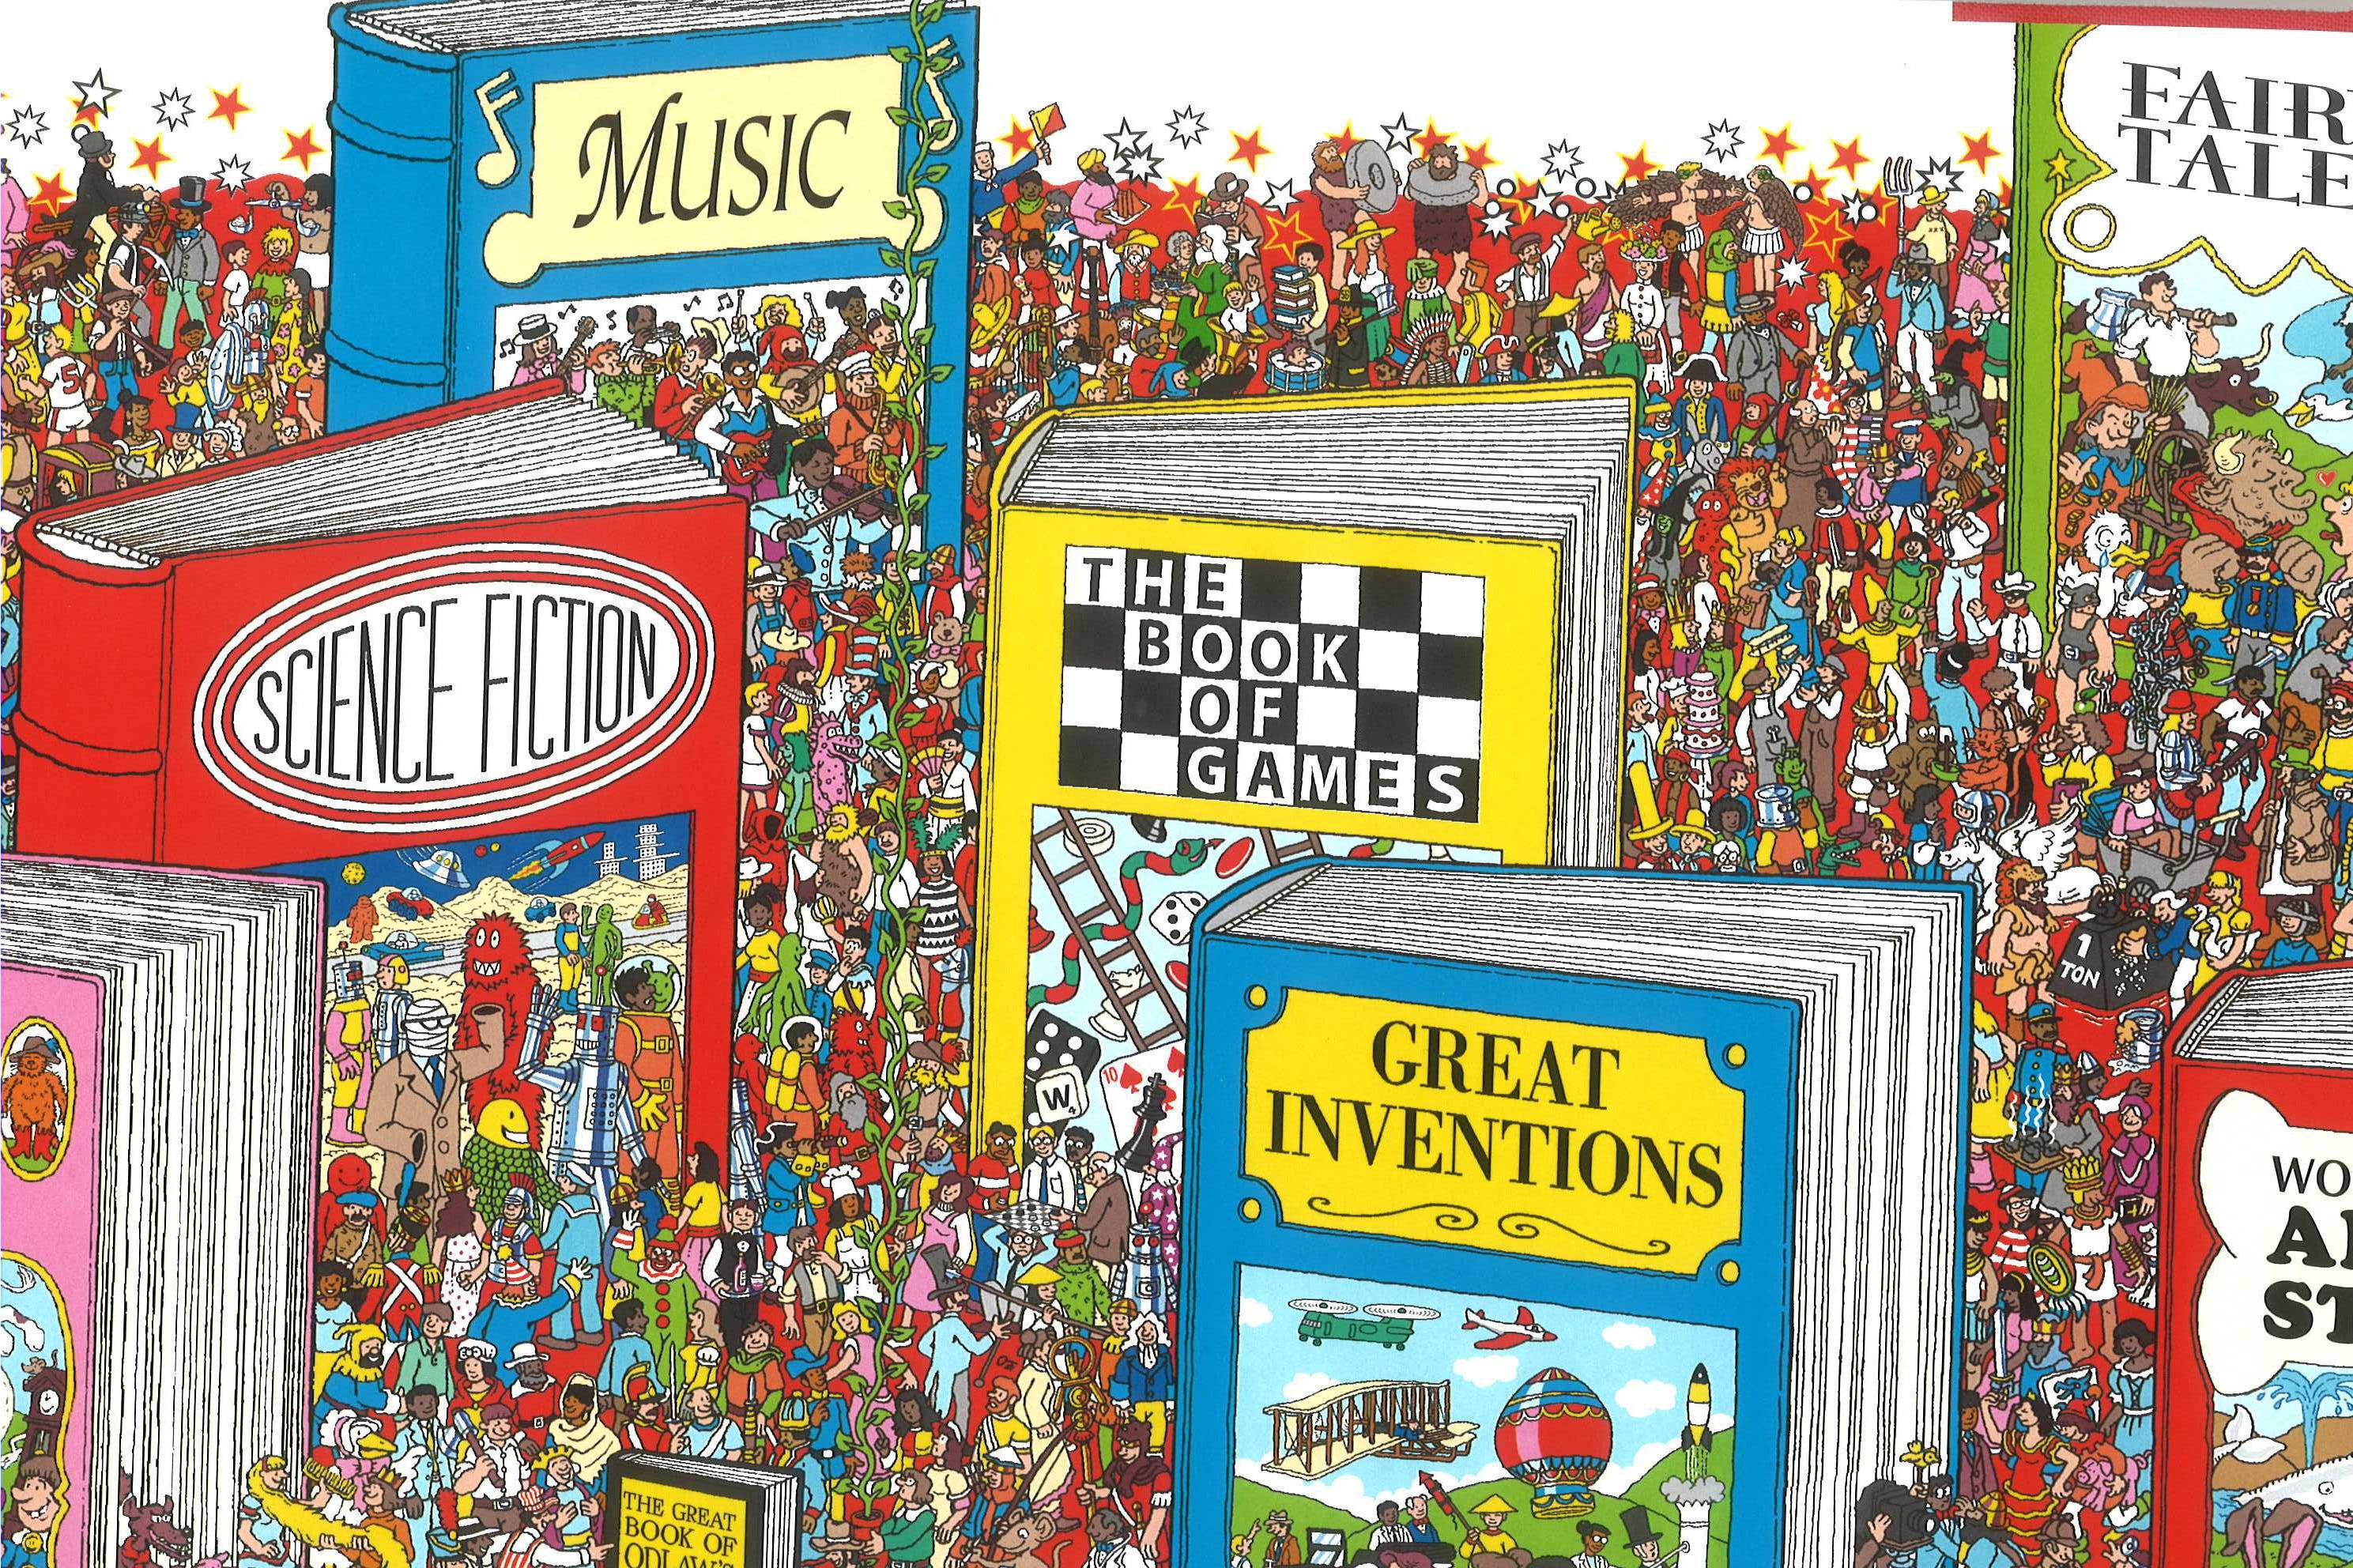 MUSIC
FAIR
TALE
5
SCIENCE FICTION
THE
BOOK
OF
GAMES
1
TON
W
10
GREAT
INVENTIONS
WO
THE GREAT
BOOK OF
ODLAW'S